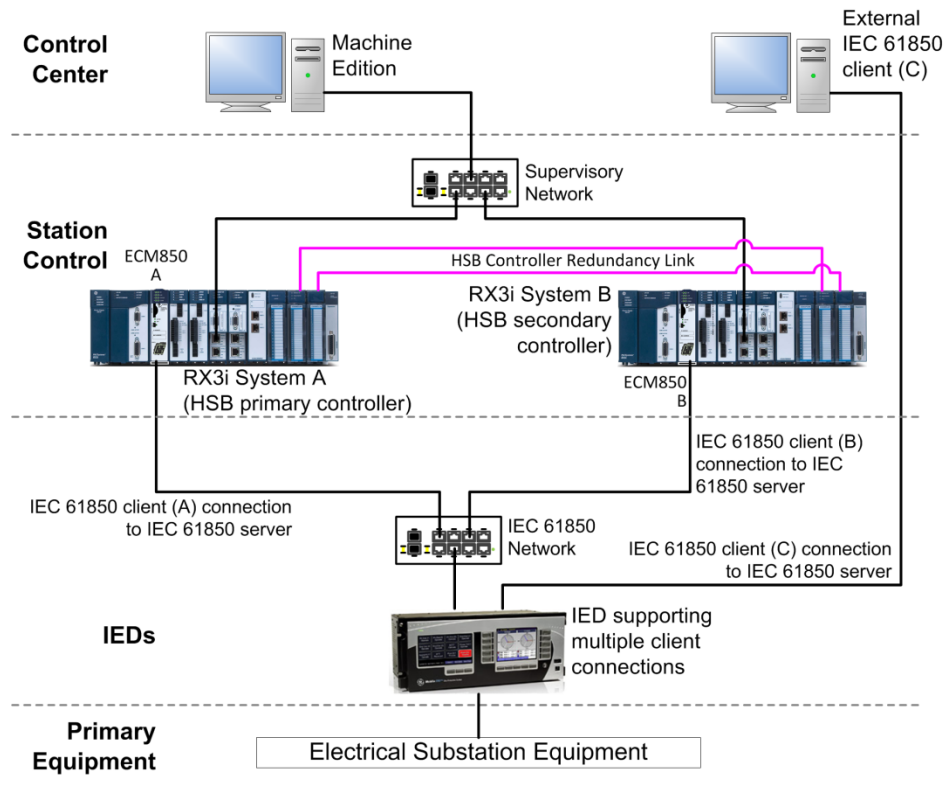 Control
Center
Machine
Edition
External
IEC 61850
client (C)
Supervisory
Network
Station
Control
ECM850
A
HSB Controller Redundancy Link
RX3i System B
(HSB secondary
controller)
RX3i System A
(HSB primary controller)
ECM850
B
IEC 61850 client (B)
connection to IEC
61850 server
IEC 61850 client (A) connection
to IEC 61850 server
IEC 61850
Network
IEC 61850 client (C) connection
to IEC 61850 server
IEDs
IED supporting
multiple client
connections
Primary
Equipment
Electrical Substation Equipment